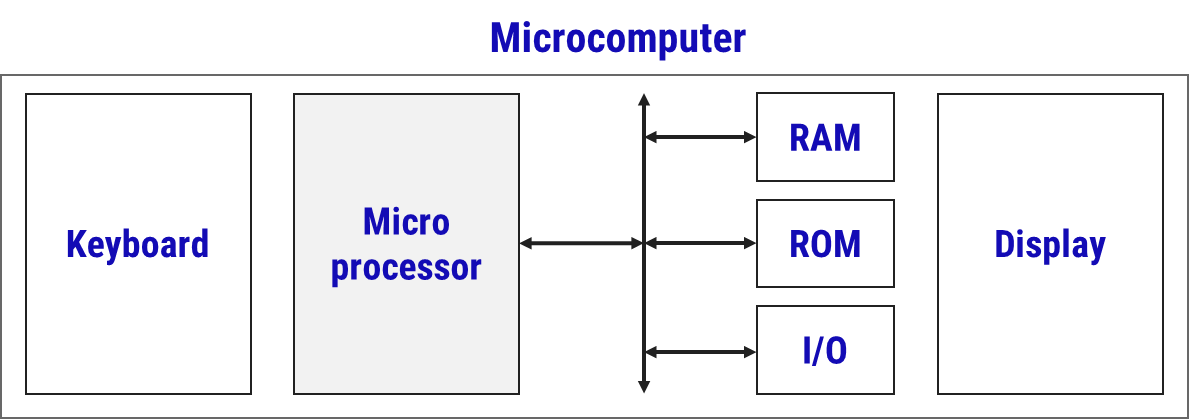 Microcomputer
Keyboard
Micro
processor
RAM
ROM
I/O
Display